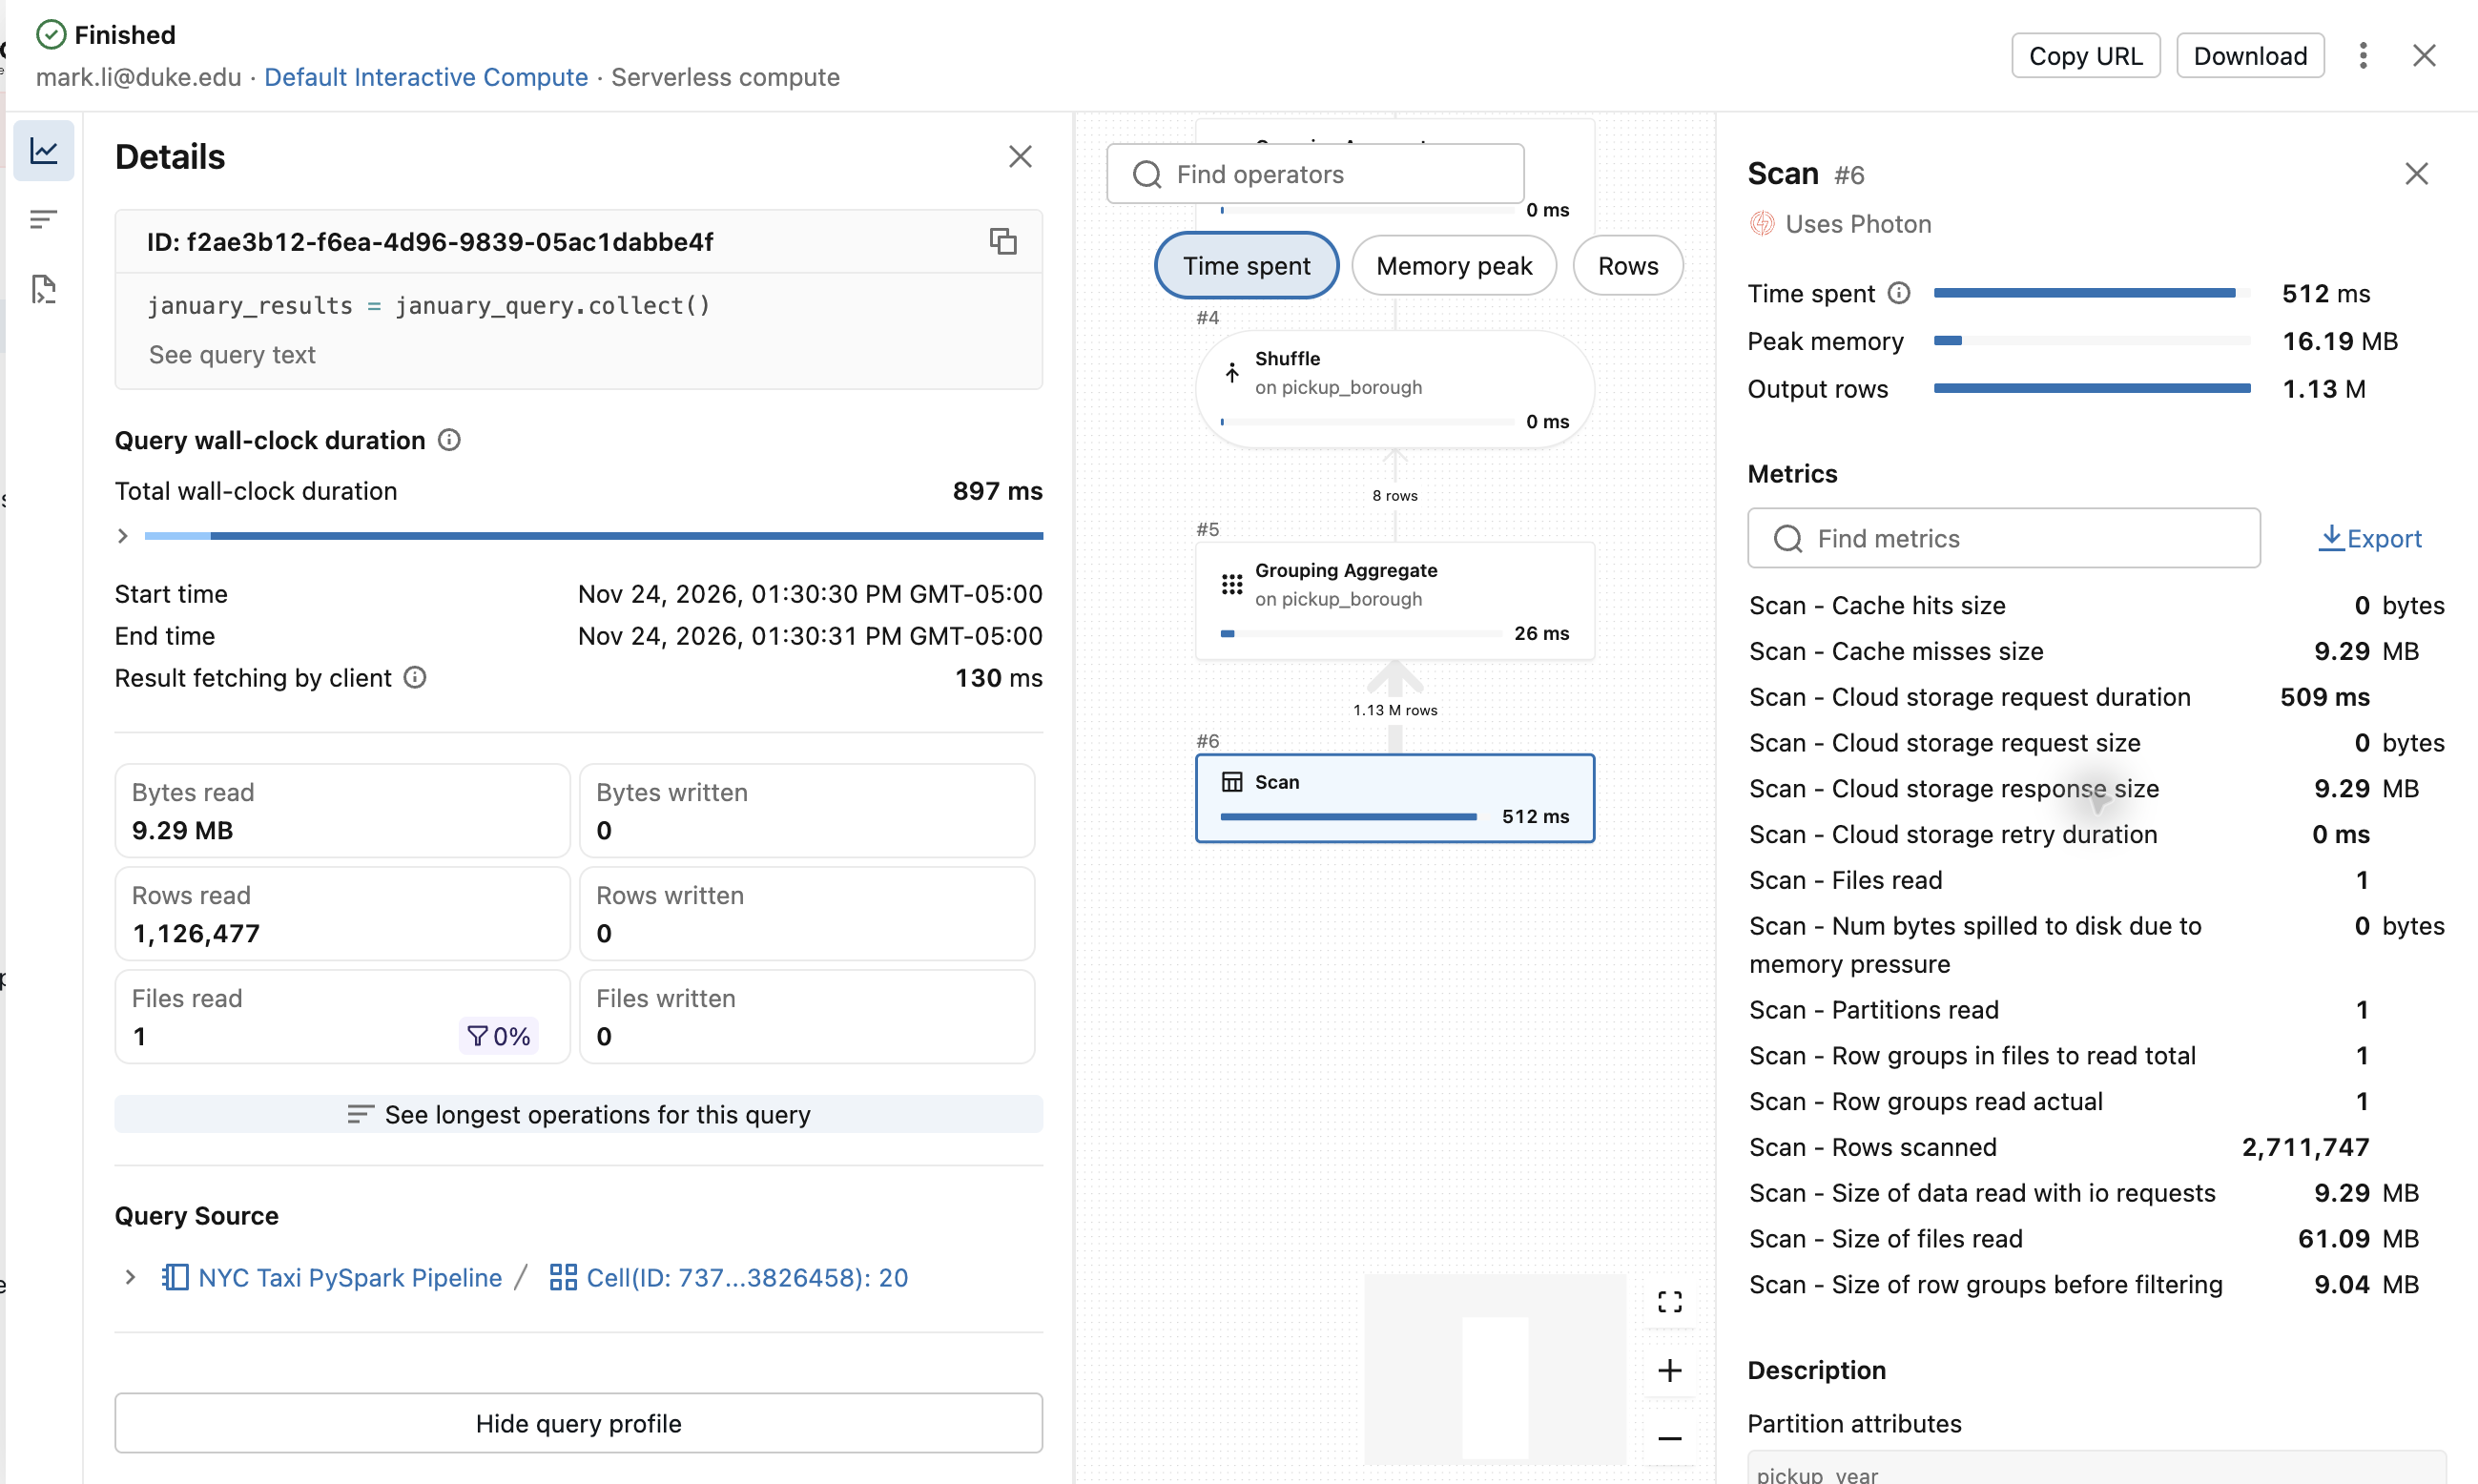 Finished
mark.li@duke.edu · Default Interactive Compute · Serverless compute
Copy URL
Download
Details
ID: f2ae3b12-f6ea-4d96-9839-05ac1dabbe4f
january_results = january_query.collect()
See query text
Query wall-clock duration
Total wall-clock duration 897 ms
Start time Nov 24, 2026, 01:30:30 PM GMT-05:00
End time Nov 24, 2026, 01:30:31 PM GMT-05:00
Result fetching by client 130 ms
Bytes read
9.29 MB
Bytes written
0
Rows read
1,126,477
Rows written
0
Files read
1
0%
Files written
0
See longest operations for this query
Query Source
NYC Taxi PySpark Pipeline / Cell(ID: 737...3826458): 20
Hide query profile
Find operators
0 ms
Time spent
Memory peak
Rows
#4
Shuffle
on pickup_borough
0 ms
8 rows
#5
Grouping Aggregate
on pickup_borough
26 ms
1.13 M rows
#6
Scan
512 ms
Scan #6
Uses Photon
Time spent 512 ms
Peak memory 16.19 MB
Output rows 1.13 M
Metrics
Find metrics
Export
Scan - Cache hits size 0 bytes
Scan - Cache misses size 9.29 MB
Scan - Cloud storage request duration 509 ms
Scan - Cloud storage request size 0 bytes
Scan - Cloud storage response size 9.29 MB
Scan - Cloud storage retry duration 0 ms
Scan - Files read 1
Scan - Num bytes spilled to disk due to 0 bytes
memory pressure
Scan - Partitions read 1
Scan - Row groups in files to read total 1
Scan - Row groups read actual 1
Scan - Rows scanned 2,711,747
Scan - Size of data read with io requests 9.29 MB
Scan - Size of files read 61.09 MB
Scan - Size of row groups before filtering 9.04 MB
Description
Partition attributes
pickup_year